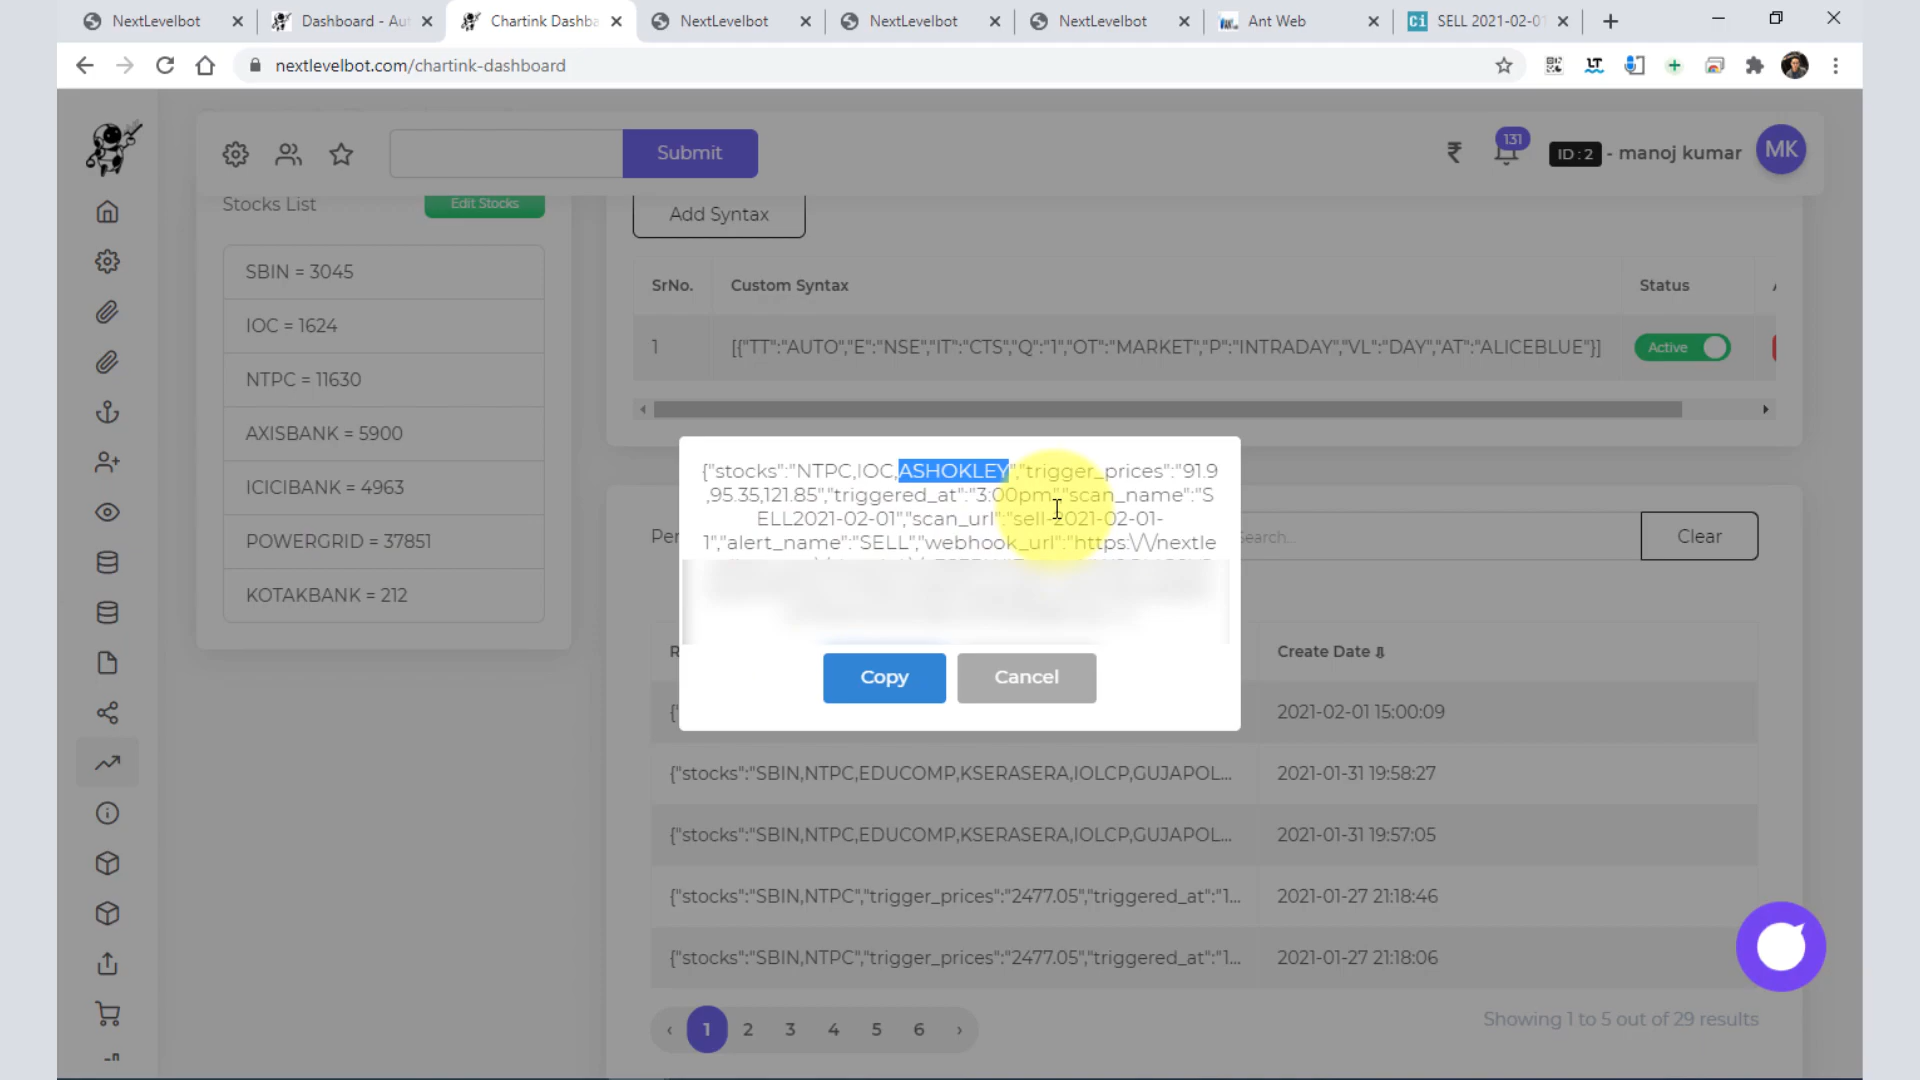 NextLevelbot
Dashboard - Aut
Chartink Dashbo
NextLevelbot
NextLevelbot
NextLevelbot
Ant Web
SELL 2021-02-01
nextlevelbot.com/chartink-dashboard
Submit
131
ID : 2 - manoj kumar
MK
Stocks List
Edit Stocks
SBIN = 3045
IOC = 1624
NTPC = 11630
AXISBANK = 5900
ICICIBANK = 4963
POWERGRID = 37851
KOTAKBANK = 212
Add Syntax
SrNo.
Custom Syntax
Status
1
[{"TT":"AUTO","E":"NSE","IT":"CTS","Q":"1","OT":"MARKET","P":"INTRADAY","VL":"DAY","AT":"ALICEBLUE"}]
Active
{"stocks":"NTPC,IOC,ASHOKLEY","trigger_prices":"91.9
,95.35,121.85","triggered_at":"3:00pm","scan_name":"S
ELL2021-02-01","scan_url":"sell-2021-02-01-
1","alert_name":"SELL","webhook_url":"https:\/\/nextle
Copy
Cancel
Search...
Clear
Create Date
2021-02-01 15:00:09
{"stocks":"SBIN,NTPC,EDUCOMP,KSERASERA,IOLCP,GUJAPOL...
2021-01-31 19:58:27
{"stocks":"SBIN,NTPC,EDUCOMP,KSERASERA,IOLCP,GUJAPOL...
2021-01-31 19:57:05
{"stocks":"SBIN,NTPC","trigger_prices":"2477.05","triggered_at":"1...
2021-01-27 21:18:46
{"stocks":"SBIN,NTPC","trigger_prices":"2477.05","triggered_at":"1...
2021-01-27 21:18:06
‹ 1 2 3 4 5 6 ›
Showing 1 to 5 out of 29 results